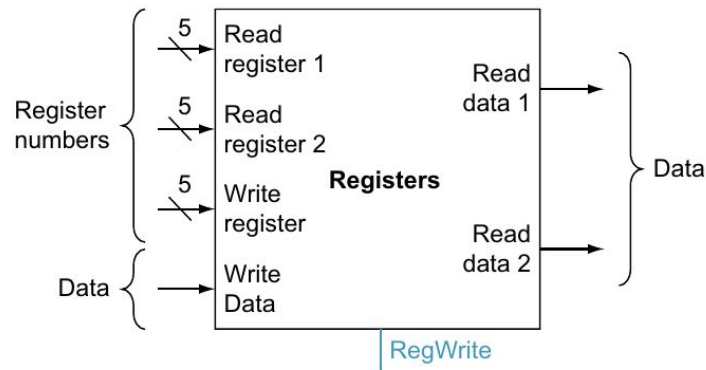 Register
numbers
5
Read
register 1
5
Read
register 2
5
Write
register
Data
Write
Data
Registers
Read
data 1
Read
data 2
Data
RegWrite